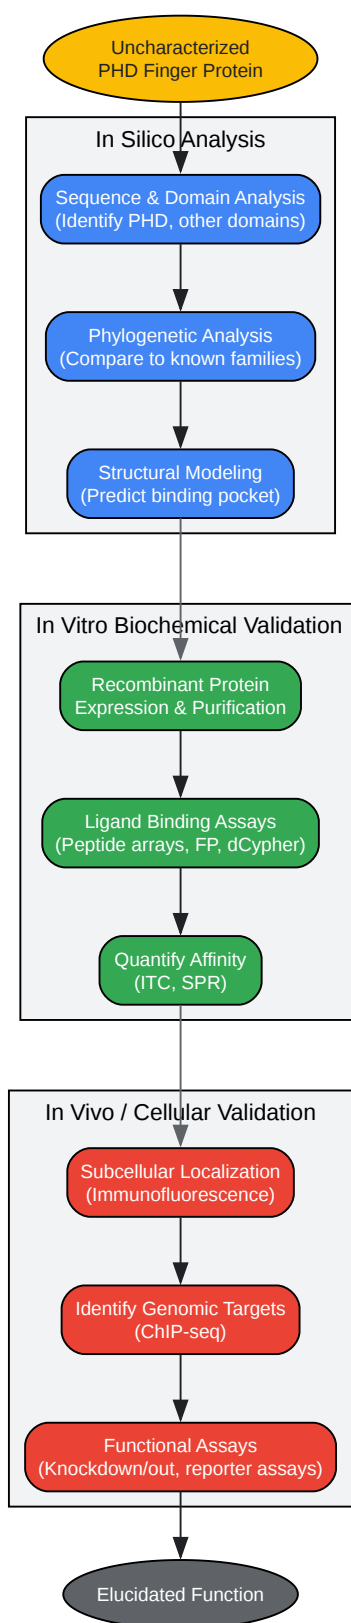 Uncharacterized
PHD Finger Protein
In Silico Analysis
Sequence & Domain Analysis
(Identify PHD, other domains)
Phylogenetic Analysis
(Compare to known families)
Structural Modeling
(Predict binding pocket)
In Vitro Biochemical Validation
Recombinant Protein
Expression & Purification
Ligand Binding Assays
(Peptide arrays, FP, dCypher)
Quantify Affinity
(ITC, SPR)
In Vivo / Cellular Validation
Subcellular Localization
(Immunofluorescence)
Identify Genomic Targets
(ChIP-seq)
Functional Assays
(Knockdown/out, reporter assays)
Elucidated Function